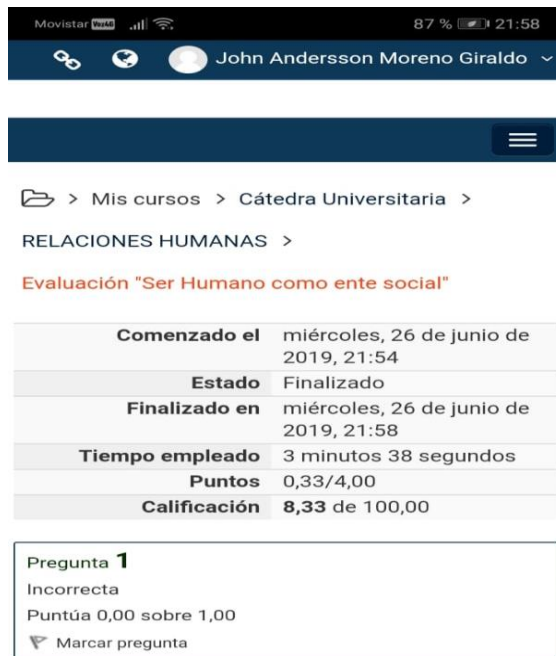 Movistar VoWiFi 87 % 21:58
John Andersson Moreno Giraldo
> Mis cursos > Cátedra Universitaria >
RELACIONES HUMANAS >
Evaluación "Ser Humano como ente social"
Comenzado el miércoles, 26 de junio de
2019, 21:54
Estado Finalizado
Finalizado en miércoles, 26 de junio de
2019, 21:58
Tiempo empleado 3 minutos 38 segundos
Puntos 0,33/4,00
Calificación 8,33 de 100,00
Pregunta 1
Incorrecta
Puntúa 0,00 sobre 1,00
Marcar pregunta